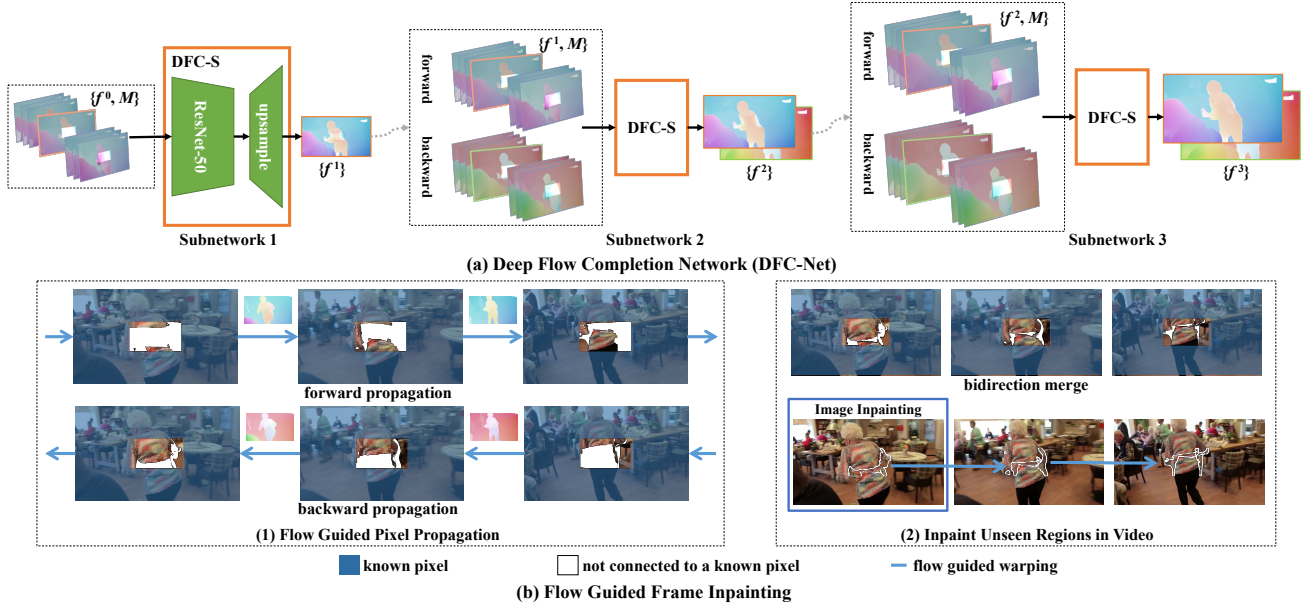 {f⁰, M}
DFC-S
ResNet-50
upsample
{f¹}
Subnetwork 1
forward
backward
{f¹, M}
DFC-S
{f²}
Subnetwork 2
forward
backward
{f², M}
DFC-S
{f³}
Subnetwork 3
(a) Deep Flow Completion Network (DFC-Net)
forward propagation
backward propagation
(1) Flow Guided Pixel Propagation
bidirection merge
Image Inpainting
(2) Inpaint Unseen Regions in Video
known pixel
not connected to a known pixel
flow guided warping
(b) Flow Guided Frame Inpainting